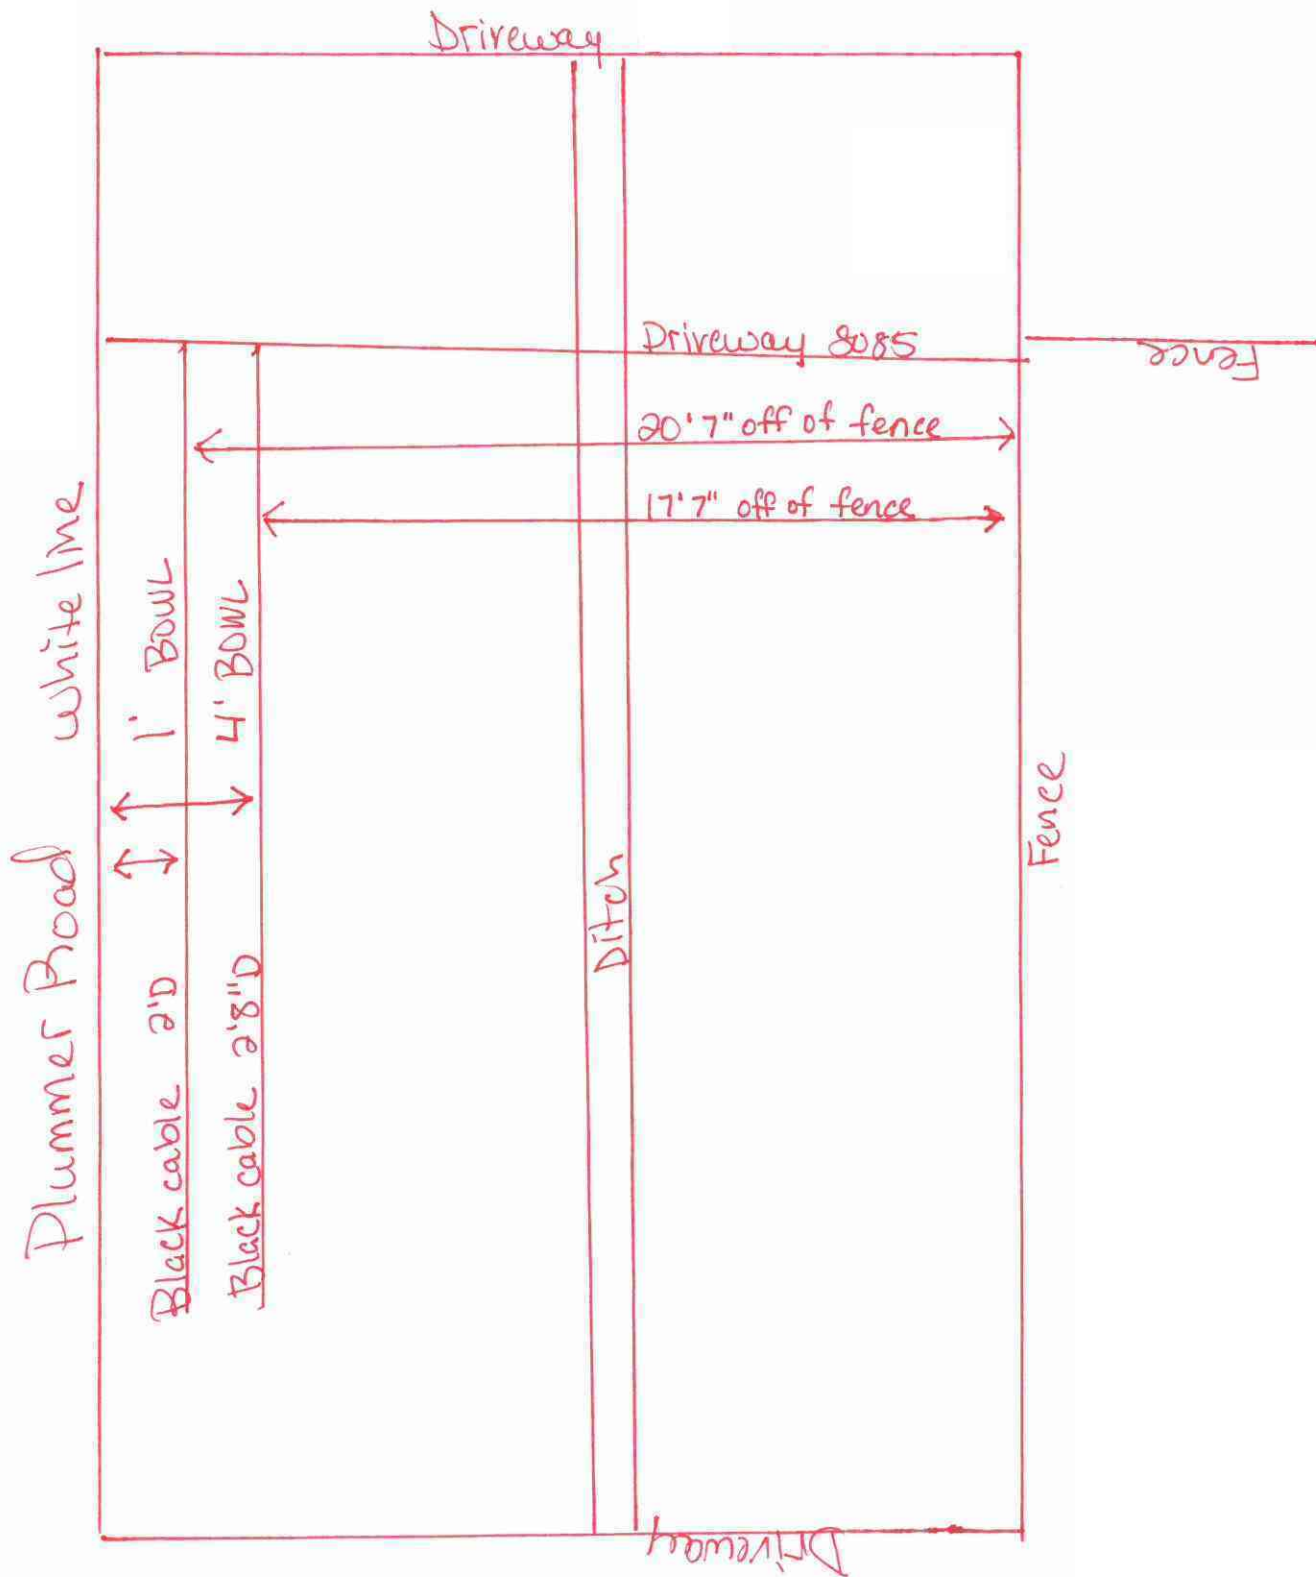 Driveway
Driveway 8085
Fence
20'7" off of fence
17'7" off of fence
Plummer Road white line
Black cable 2'D 1' BOWL
Black cable 2'8"D 4' BOWL
Ditch
Fence
Driveway